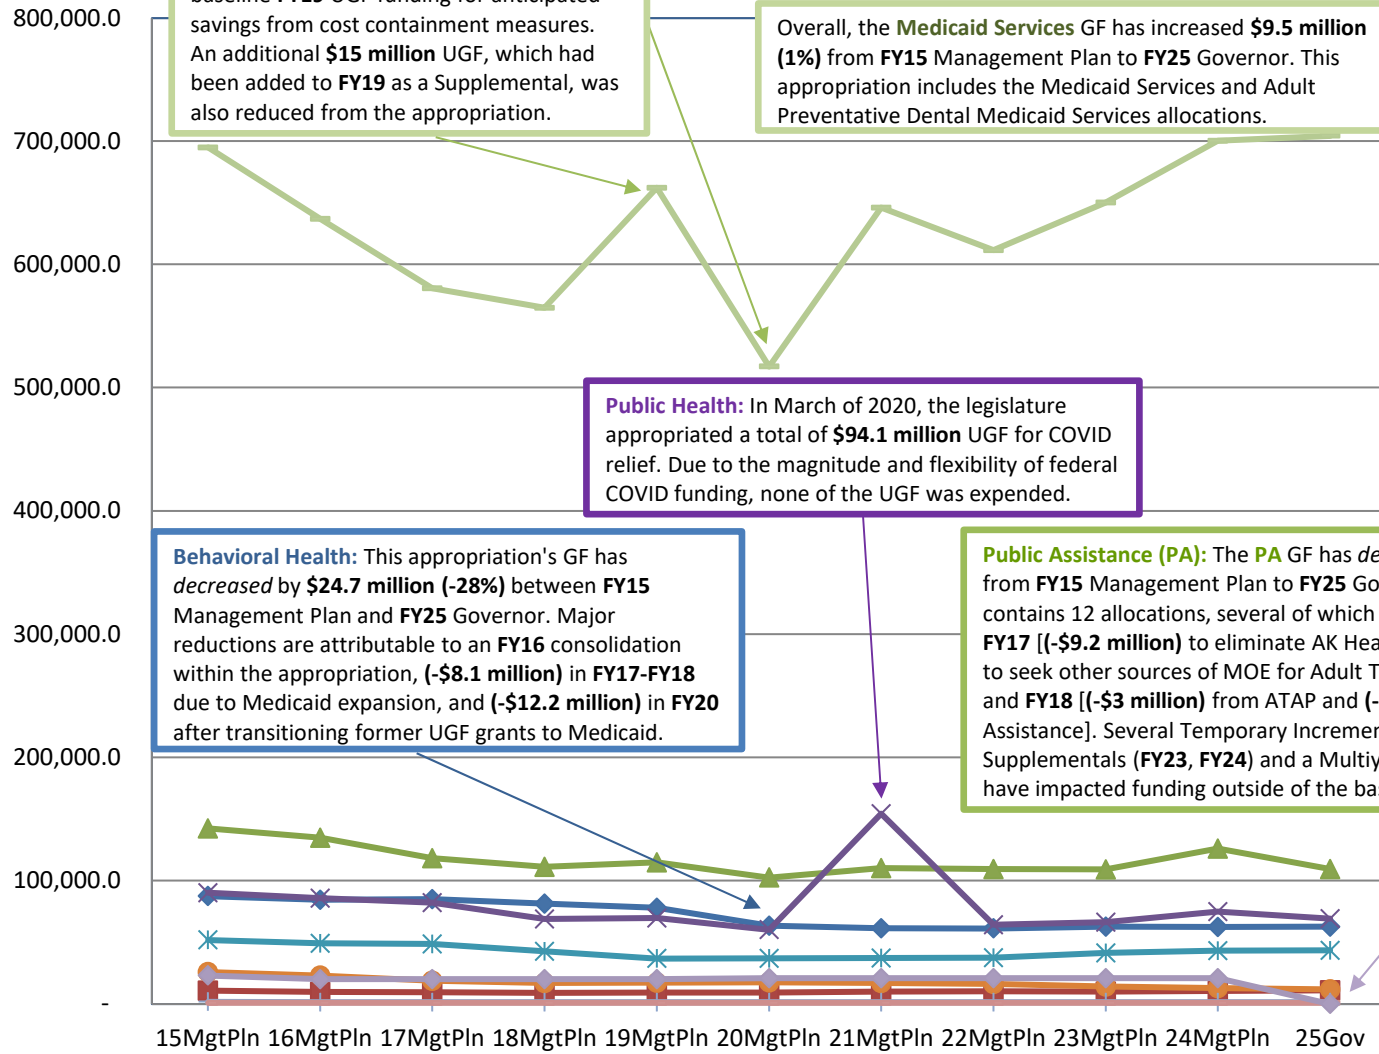 baseline FY19 UGF funding for anticipated
savings from cost containment measures.
An additional $15 million UGF, which had
been added to FY19 as a Supplemental, was
also reduced from the appropriation.
Overall, the Medicaid Services GF has increased $9.5 million
(1%) from FY15 Management Plan to FY25 Governor. This
appropriation includes the Medicaid Services and Adult
Preventative Dental Medicaid Services allocations.
800,000.0
700,000.0
600,000.0
500,000.0
400,000.0
300,000.0
200,000.0
100,000.0
-
Public Health: In March of 2020, the legislature
appropriated a total of $94.1 million UGF for COVID
relief. Due to the magnitude and flexibility of federal
COVID funding, none of the UGF was expended.
Behavioral Health: This appropriation's GF has
decreased by $24.7 million (-28%) between FY15
Management Plan and FY25 Governor. Major
reductions are attributable to an FY16 consolidation
within the appropriation, (-$8.1 million) in FY17-FY18
due to Medicaid expansion, and (-$12.2 million) in FY20
after transitioning former UGF grants to Medicaid.
Public Assistance (PA): The PA GF has de
from FY15 Management Plan to FY25 Go
contains 12 allocations, several of which
FY17 [(-$9.2 million) to eliminate AK Hea
to seek other sources of MOE for Adult T
and FY18 [(-$3 million) from ATAP and (-
Assistance]. Several Temporary Incremen
Supplementals (FY23, FY24) and a Multiy
have impacted funding outside of the bas
15MgtPln 16MgtPln 17MgtPln 18MgtPln 19MgtPln 20MgtPln 21MgtPln 22MgtPln 23MgtPln 24MgtPln 25Gov